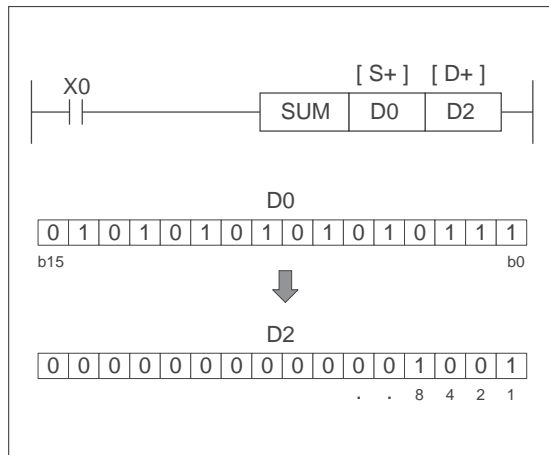 [ S+ ] [ D+ ]
X0
SUM D0 D2
D0
0 1 0 1 0 1 0 1 0 1 0 1 0 1 1 1
b15 b0
D2
0 0 0 0 0 0 0 0 0 0 0 0 1 0 0 1
. . 8 4 2 1